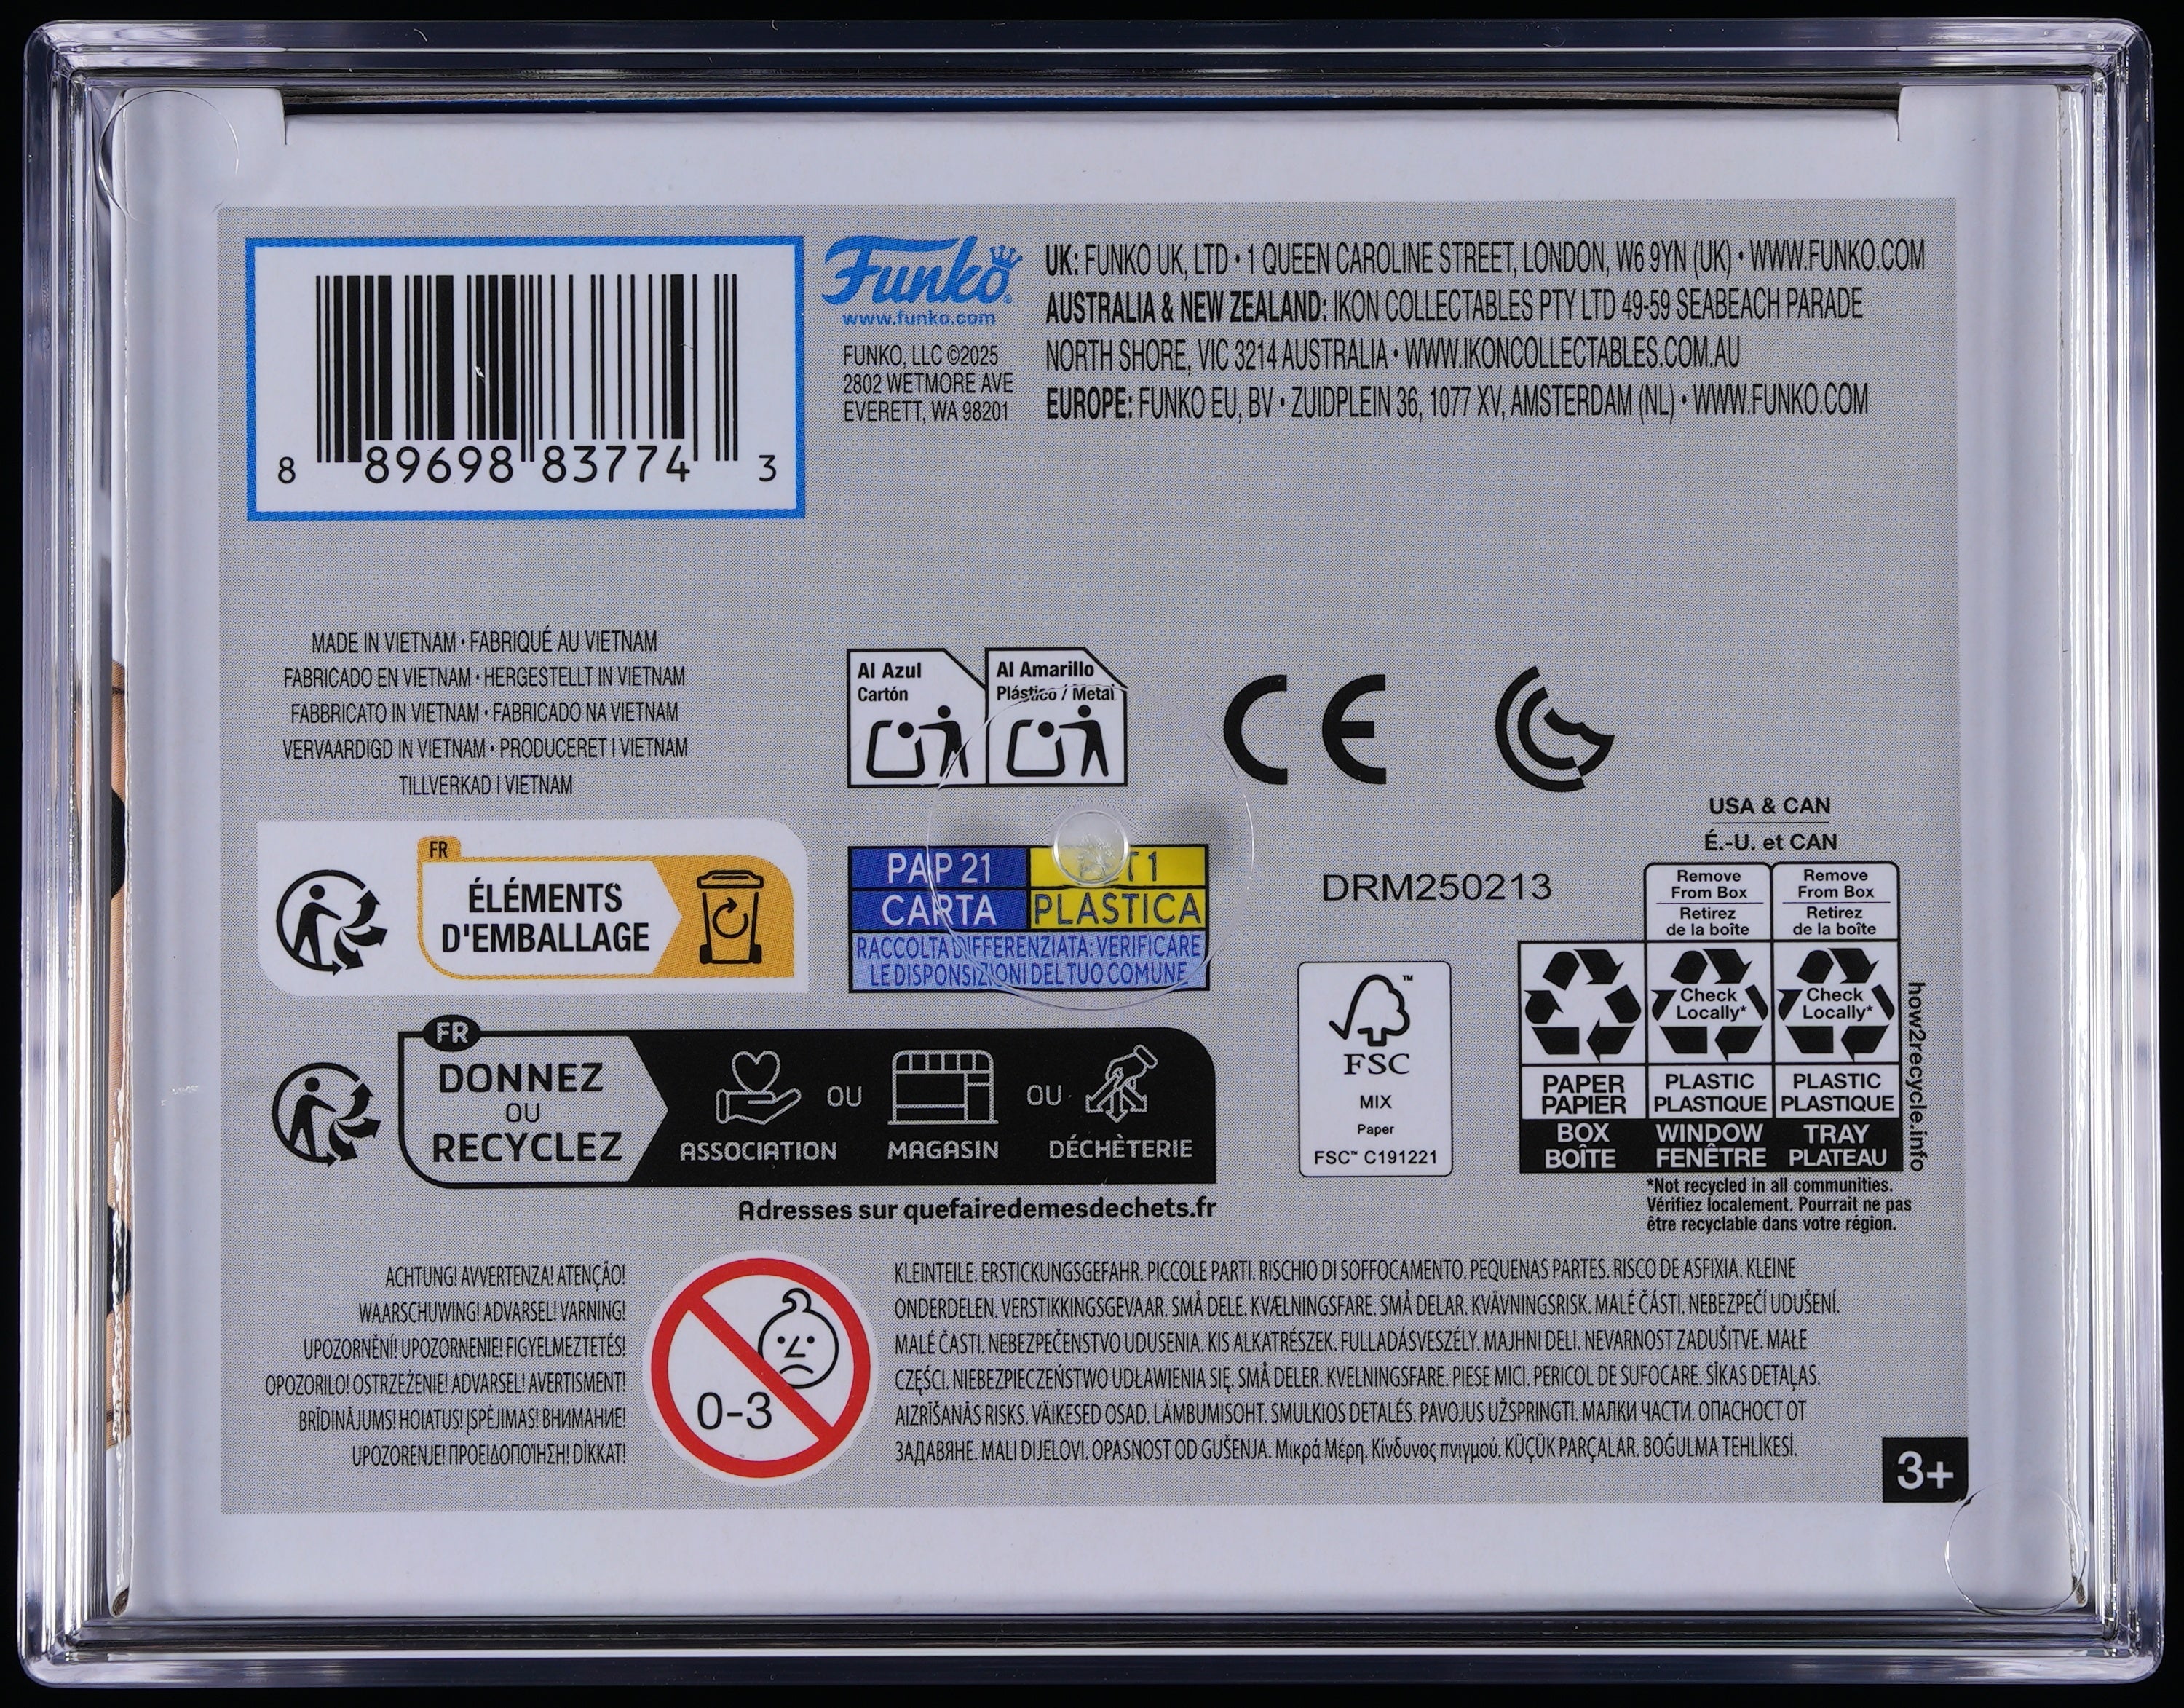 8 89698 83774 3
Funko
www.funko.com
FUNKO, LLC ©2025
2802 WETMORE AVE
EVERETT, WA 98201
UK: FUNKO UK, LTD • 1 QUEEN CAROLINE STREET, LONDON, W6 9YN (UK) • WWW.FUNKO.COM
AUSTRALIA & NEW ZEALAND: IKON COLLECTABLES PTY LTD 49-59 SEABEACH PARADE
NORTH SHORE, VIC 3214 AUSTRALIA • WWW.IKONCOLLECTABLES.COM.AU
EUROPE: FUNKO EU, BV • ZUIDPLEIN 36, 1077 XV, AMSTERDAM (NL) • WWW.FUNKO.COM
MADE IN VIETNAM • FABRIQUÉ AU VIETNAM
FABRICADO EN VIETNAM • HERGESTELLT IN VIETNAM
FABBRICATO IN VIETNAM • FABRICADO NA VIETNAM
VERVAARDIGD IN VIETNAM • PRODUCERET I VIETNAM
TILLVERKAD I VIETNAM
Al Azul
Cartón
Al Amarillo
Plástico / Metal
CE
FR
ÉLÉMENTS
D'EMBALLAGE
PAP 21
CARTA
PLASTICA
RACCOLTA DIFFERENZIATA: VERIFICARE
LE DISPONSIZIONI DEL TUO COMUNE
DRM250213
USA & CAN
É.-U. et CAN
Remove
From Box
Retirez
de la boîte
Remove
From Box
Retirez
de la boîte
Check
Locally*
Check
Locally*
PAPER
PAPIER
PLASTIC
PLASTIQUE
PLASTIC
PLASTIQUE
BOX
BOÎTE
WINDOW
FENÊTRE
TRAY
PLATEAU
how2recycle.info
*Not recycled in all communities.
Vérifiez localement. Pourrait ne pas
être recyclable dans votre région.
FSC™
MIX
Paper
FSC™ C191221
FR
DONNEZ
OU
RECYCLEZ
ASSOCIATION
OU
MAGASIN
OU
DÉCHÈTERIE
Adresses sur quefairedemesdechets.fr
ACHTUNG! AVVERTENZA! ATENÇÃO!
WAARSCHUWING! ADVARSEL! VARNING!
UPOZORNĚNÍ! UPOZORNENIE! FIGYELMEZTETÉS!
OPOZORILO! OSTRZEŻENIE! ADVARSEL! AVERTISMENT!
BRĪDINĀJUMS! HOIATUS! ĮSPĖJIMAS! ВНИМАНИЕ!
UPOZORENJE! ΠΡΟΕΙΔΟΠΟΊΗΣΗ! DİKKAT!
0-3
KLEINTEILE. ERSTICKUNGSGEFAHR. PICCOLE PARTI. RISCHIO DI SOFFOCAMENTO. PEQUENAS PARTES. RISCO DE ASFIXIA. KLEINE
ONDERDELEN. VERSTIKKINGSGEVAAR. SMÅ DELE. KVÆLNINGSFARE. SMÅ DELAR. KVÄVNINGSRISK. MALÉ ČÁSTI. NEBEZPEČÍ UDUŠENÍ.
MALÉ ČASTI. NEBEZPEČENSTVO UDUSENIA. KIS ALKATRÉSZEK. FULLADÁSVESZÉLY. MAJHNI DELI. NEVARNOST ZADUŠITVE. MAŁE
CZĘŚCI. NIEBEZPIECZEŃSTWO UDŁAWIENIA SIĘ. SMÅ DELER. KVELNINGSFARE. PIESE MICI. PERICOL DE SUFOCARE. SĪKAS DETAĻAS.
AIZRĪŠANĀS RISKS. VÄIKESED OSAD. LÄMBUMISOHT. SMULKIOS DETALĖS. PAVOJUS UŽSPRINGTI. МАЛКИ ЧАСТИ. ОПАСНОСТ ОТ
ЗАДАВЯНЕ. MALI DIJELOVI. OPASNOST OD GUŠENJA. Μικρά Μέρη. Κίνδυνος πνιγμού. KÜÇÜK PARÇALAR. BOĞULMA TEHLİKESİ.
3+